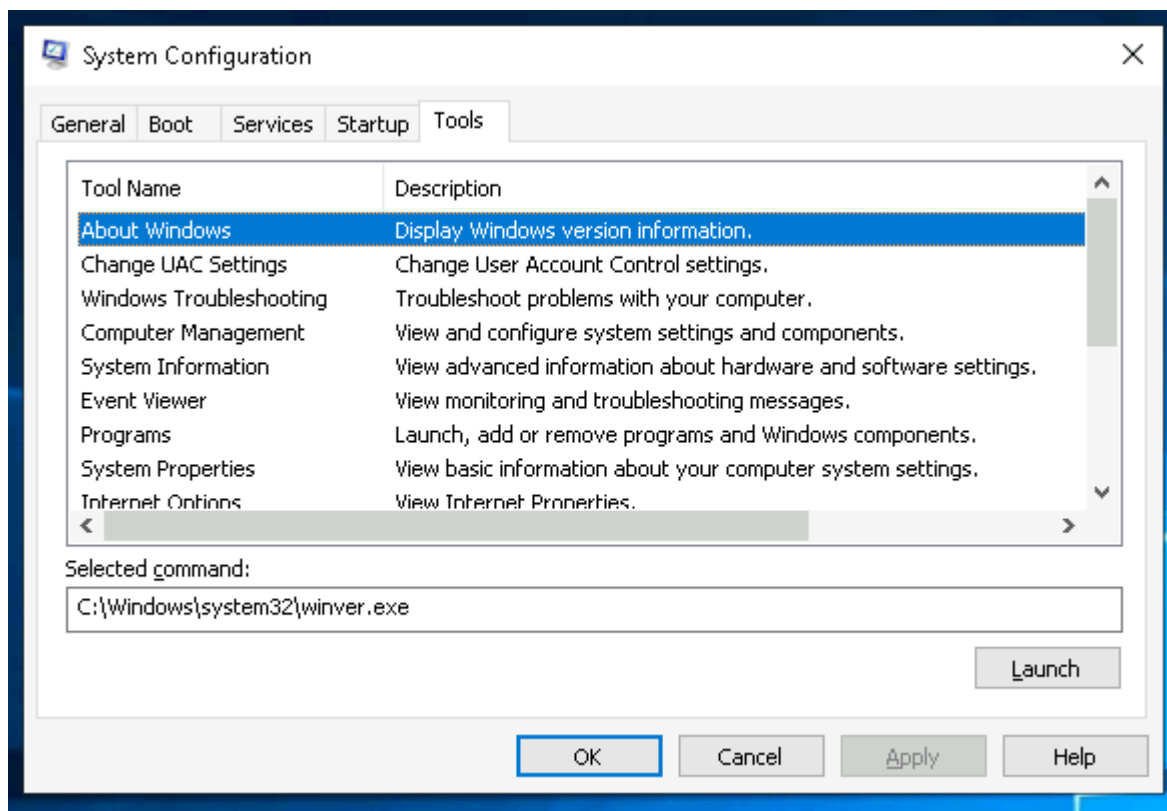 System Configuration
General Boot Services Startup Tools
Tool Name Description
About Windows Display Windows version information.
Change UAC Settings Change User Account Control settings.
Windows Troubleshooting Troubleshoot problems with your computer.
Computer Management View and configure system settings and components.
System Information View advanced information about hardware and software settings.
Event Viewer View monitoring and troubleshooting messages.
Programs Launch, add or remove programs and Windows components.
System Properties View basic information about your computer system settings.
Internet Options View Internet Properties.
Selected command:
C:\Windows\system32\winver.exe
Launch
OK Cancel Apply Help